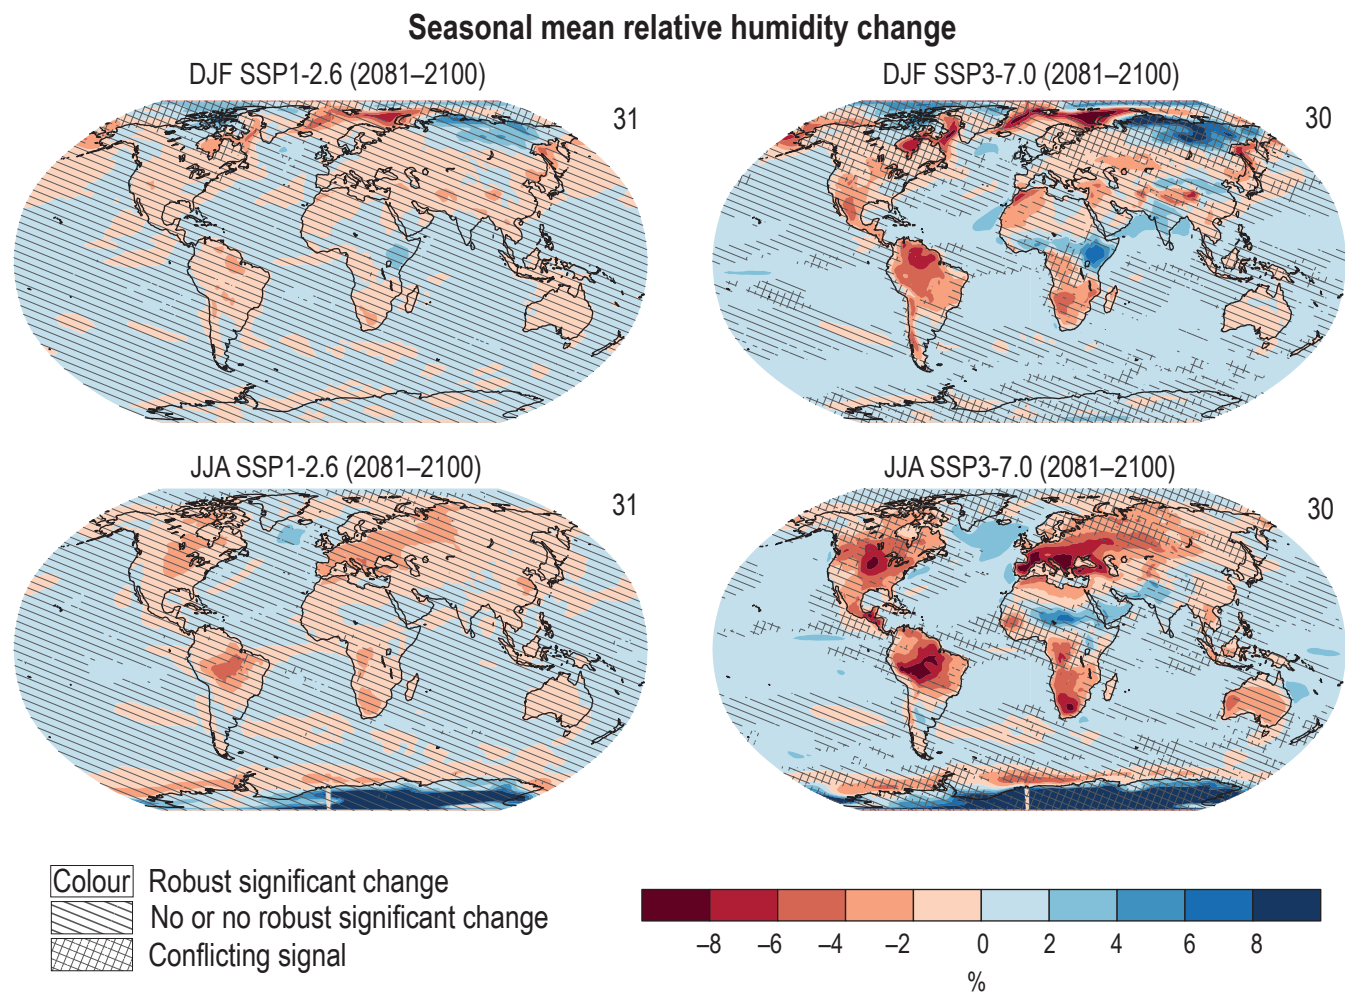 Seasonal mean relative humidity change
DJF SSP1-2.6 (2081–2100)
31
DJF SSP3-7.0 (2081–2100)
30
JJA SSP1-2.6 (2081–2100)
31
JJA SSP3-7.0 (2081–2100)
30
Colour Robust significant change
No or no robust significant change
Conflicting signal
–8 –6 –4 –2 0 2 4 6 8
%